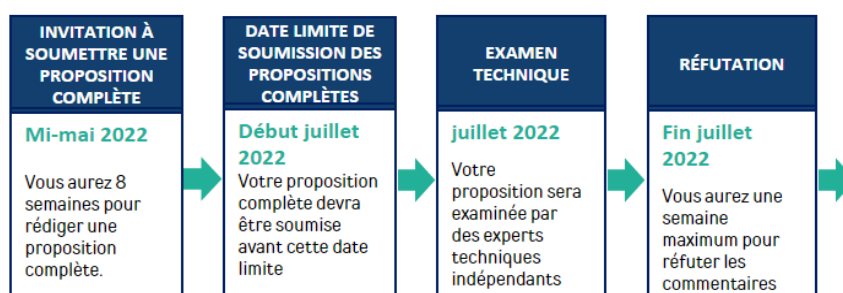 INVITATION À
SOUMETTRE UNE
PROPOSITION
COMPLÈTE
Mi-mai 2022
Vous aurez 8
semaines pour
rédiger une
proposition
complète.
DATE LIMITE DE
SOUMISSION DES
PROPOSITIONS
COMPLÈTES
Début juillet
2022
Votre proposition
complète devra
être soumise
avant cette date
limite
EXAMEN
TECHNIQUE
juillet 2022
Votre
proposition sera
examinée par
des experts
techniques
indépendants
RÉFUTATION
Fin juillet
2022
Vous aurez une
semaine
maximum pour
réfuter les
commentaires